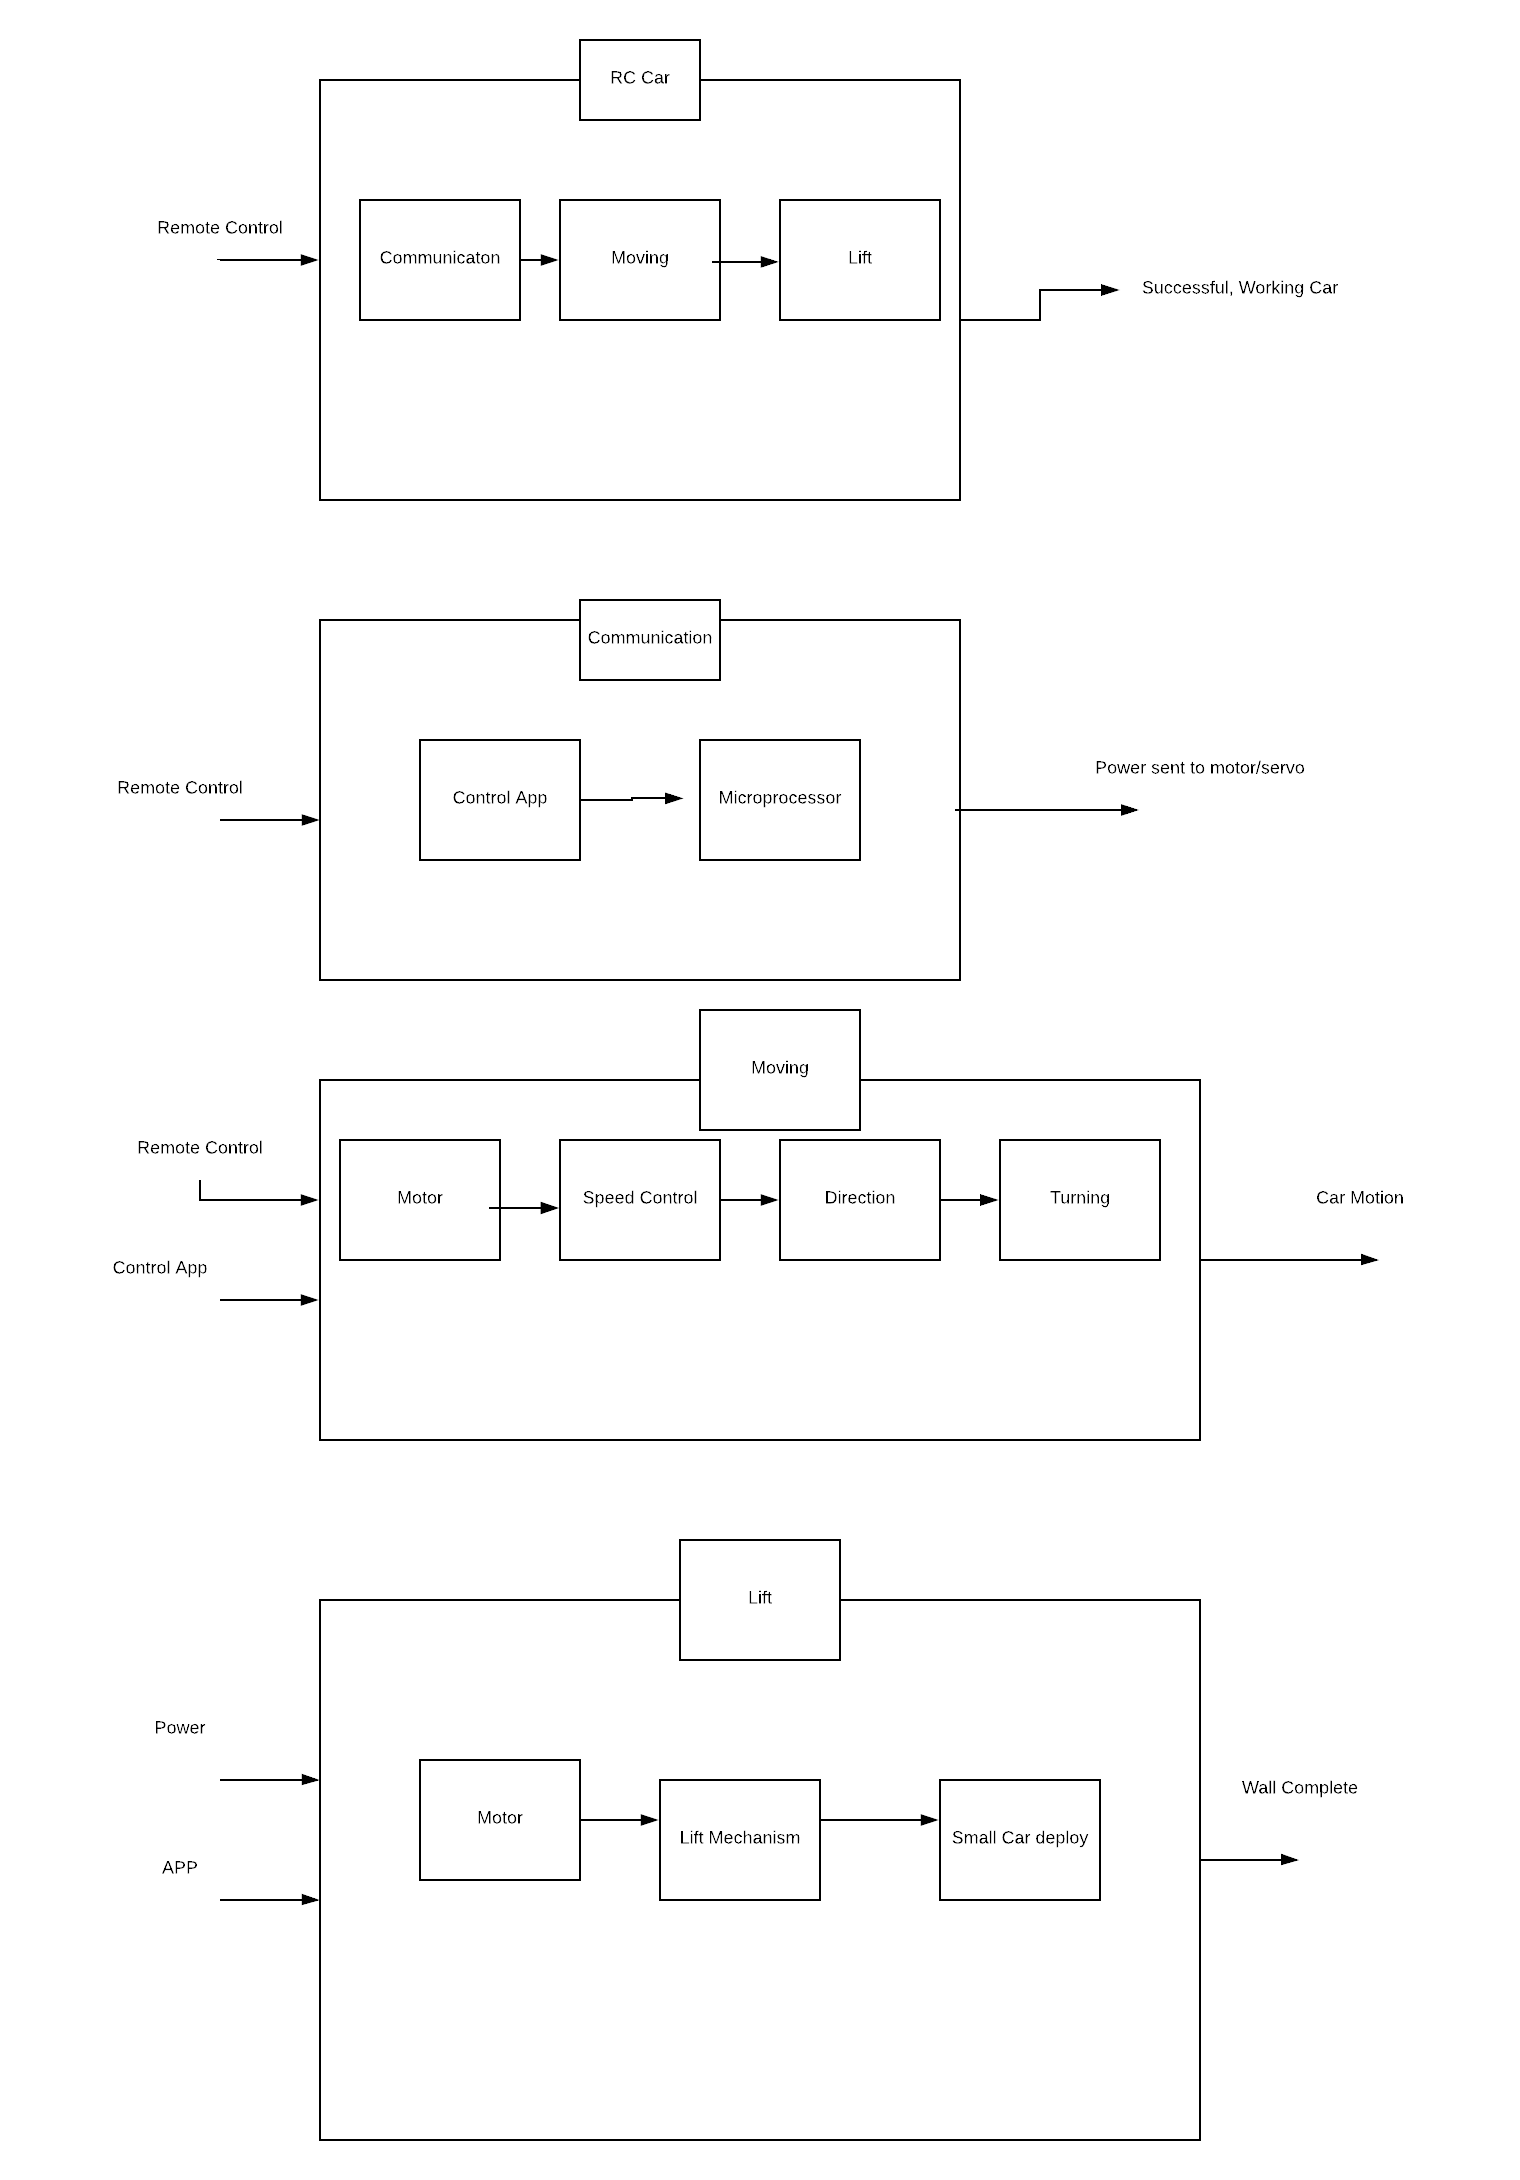 RC Car
Remote Control
Communicaton
Moving
Lift
Successful, Working Car
Communication
Remote Control
Control App
Microprocessor
Power sent to motor/servo
Moving
Remote Control
Motor
Speed Control
Direction
Turning
Car Motion
Control App
Lift
Power
Motor
Lift Mechanism
Small Car deploy
Wall Complete
APP